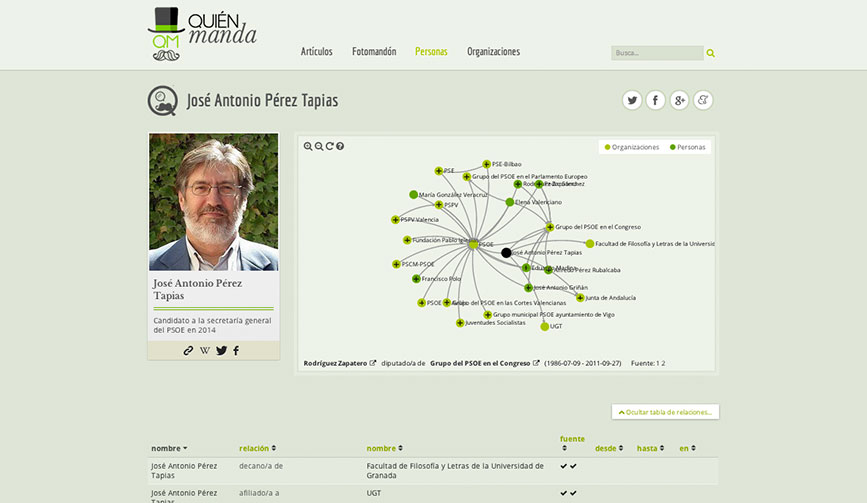 QUIÉN
QM manda
Artículos Fotomandón Personas Organizaciones
Busca...
José Antonio Pérez Tapias
Organizaciones Personas
PSE-Bilbao
PSE
Grupo del PSOE en el Parlamento Europeo
María González Veracruz
Elena Valenciano
PSPV
PSPV Valencia
Grupo del PSOE en el Congreso
Fundación Pablo Iglesias
PSOE
Facultad de Filosofía y Letras de la Universid
José Antonio Pérez Tapias
PSCM-PSOE
Eduardo Madina
Alfredo Pérez Rubalcaba
Francisco Polo
José Antonio Griñán
Junta de Andalucía
PSOE
Grupo del PSOE en las Cortes Valencianas
Grupo municipal PSOE ayuntamiento de Vigo
Juventudes Socialistas
UGT
Rodríguez Zapatero diputado/a de Grupo del PSOE en el Congreso (1986-07-09 - 2011-09-27) Fuente: 1 2
José Antonio Pérez
Tapias
Candidato a la secretaría general
del PSOE en 2014
W
Ocultar tabla de relaciones...
nombre relación nombre fuente desde hasta en
José Antonio Pérez
Tapias
decano/a de
Facultad de Filosofía y Letras de la Universidad de
Granada
José Antonio Pérez
Tapias
afiliado/a a
UGT